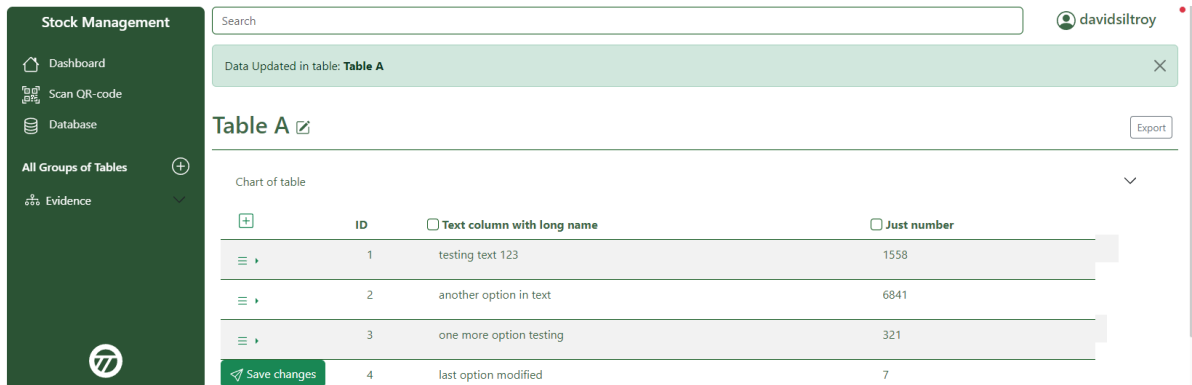 Stock Management
Search
davidsiltroy
Dashboard
Scan QR-code
Database
All Groups of Tables
Evidence
Data Updated in table: Table A
Table A
Export
Chart of table
ID Text column with long name Just number
1 testing text 123 1558
2 another option in text 6841
3 one more option testing 321
4 last option modified 7
Save changes